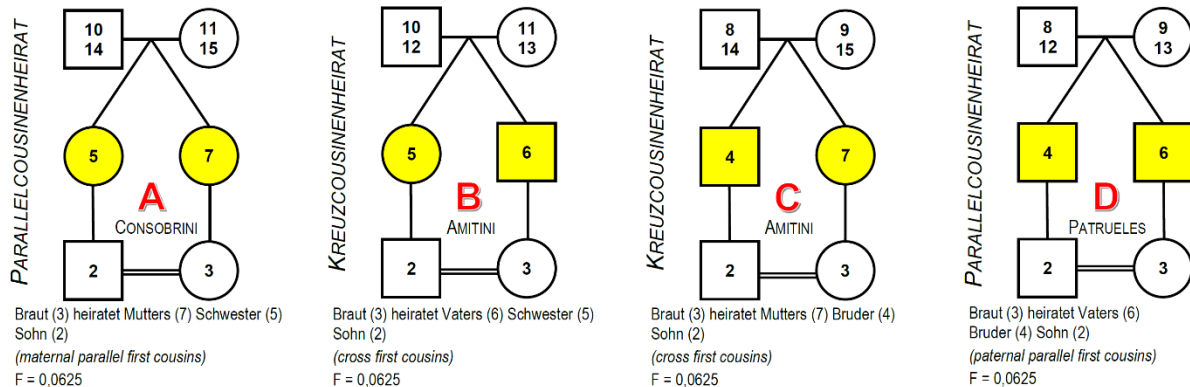 PARALLELCOUSINENHEIRAT
10
14
11
15
5
7
A
CONSOBRINI
2
3
Braut (3) heiratet Mutters (7) Schwester (5)
Sohn (2)
(maternal parallel first cousins)
F = 0,0625
KREUZCOUSINENHEIRAT
10
12
11
13
5
6
B
AMITINI
2
3
Braut (3) heiratet Vaters (6) Schwester (5)
Sohn (2)
(cross first cousins)
F = 0,0625
KREUZCOUSINENHEIRAT
8
14
9
15
4
7
C
AMITINI
2
3
Braut (3) heiratet Mutters (7) Bruder (4)
Sohn (2)
(cross first cousins)
F = 0,0625
PARALLELCOUSINENHEIRAT
8
12
9
13
4
6
D
PATRUELES
2
3
Braut (3) heiratet Vaters (6)
Bruder (4) Sohn (2)
(paternal parallel first cousins)
F = 0,0625